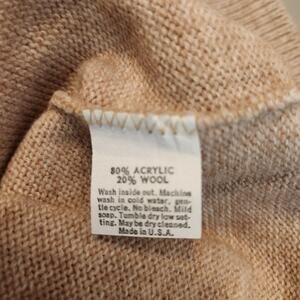 80% ACRYLIC
20% WOOL
Wash inside out. Machine
wash in cold water, gen-
tle cycle. No bleach. Mild
soap. Tumble dry low set-
ting. May be dry cleaned.
Made in U.S.A.